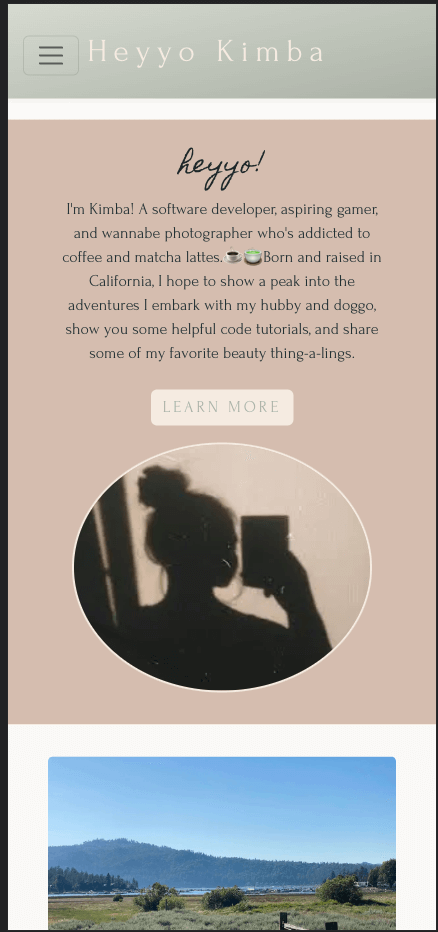 Heyyo Kimba
heyyo!
I'm Kimba! A software developer, aspiring gamer,
and wannabe photographer who's addicted to
coffee and matcha lattes.☕🍵Born and raised in
California, I hope to show a peak into the
adventures I embark with my hubby and doggo,
show you some helpful code tutorials, and share
some of my favorite beauty thing-a-lings.
LEARN MORE